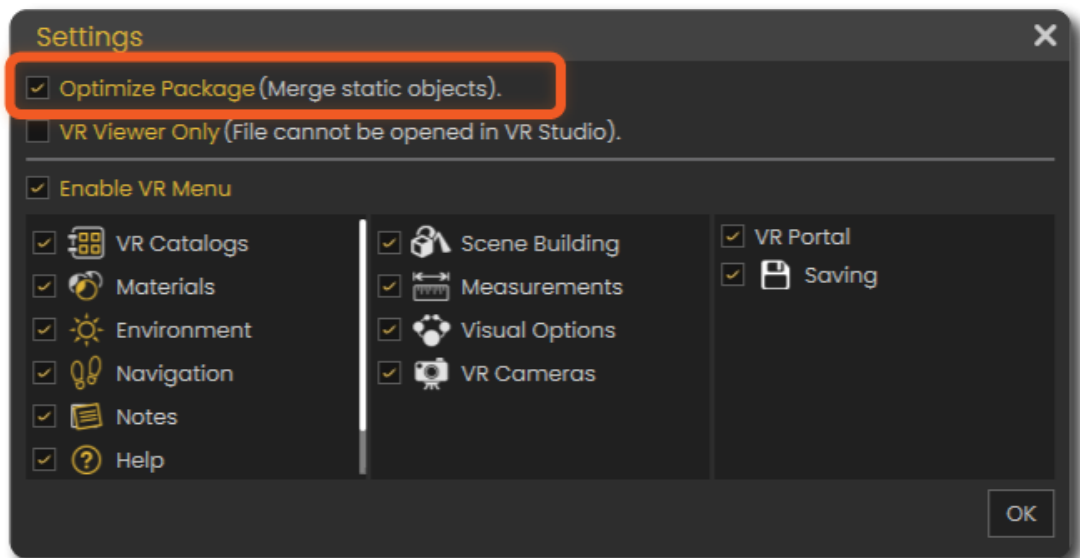 Settings
Optimize Package (Merge static objects).
VR Viewer Only (File cannot be opened in VR Studio).
Enable VR Menu
VR Catalogs
Materials
Environment
Navigation
Notes
Help
Scene Building
Measurements
Visual Options
VR Cameras
VR Portal
Saving
OK